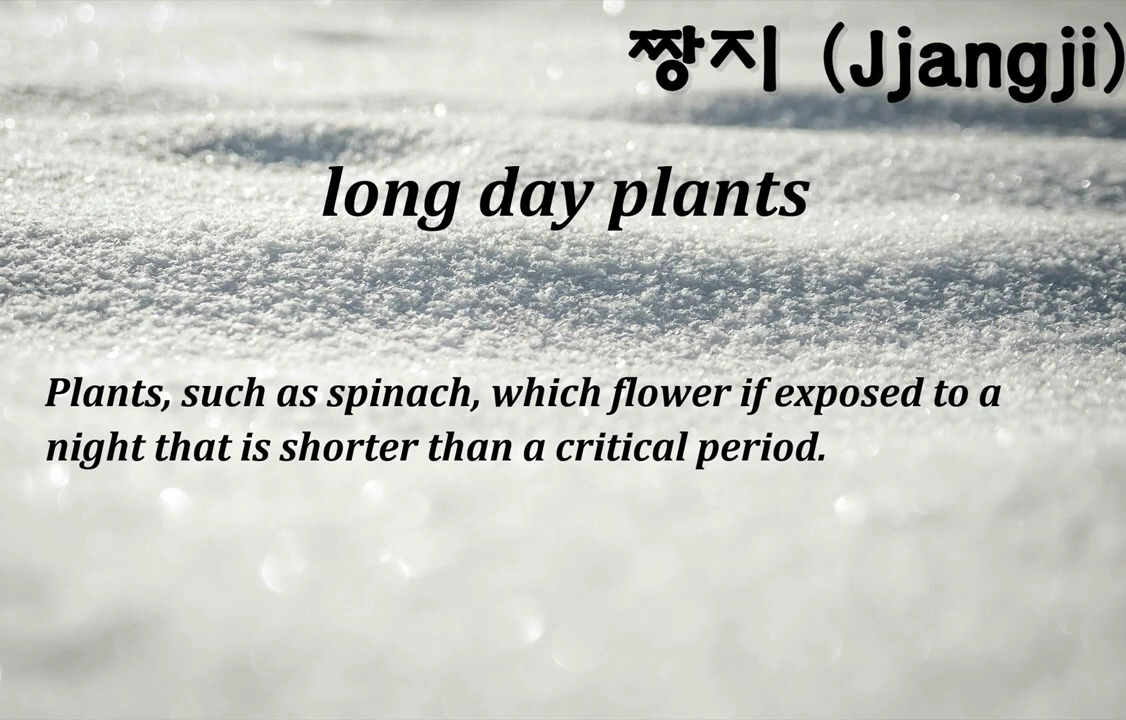 짱지 (Jjangji)
long day plants
Plants, such as spinach, which flower if exposed to a
night that is shorter than a critical period.